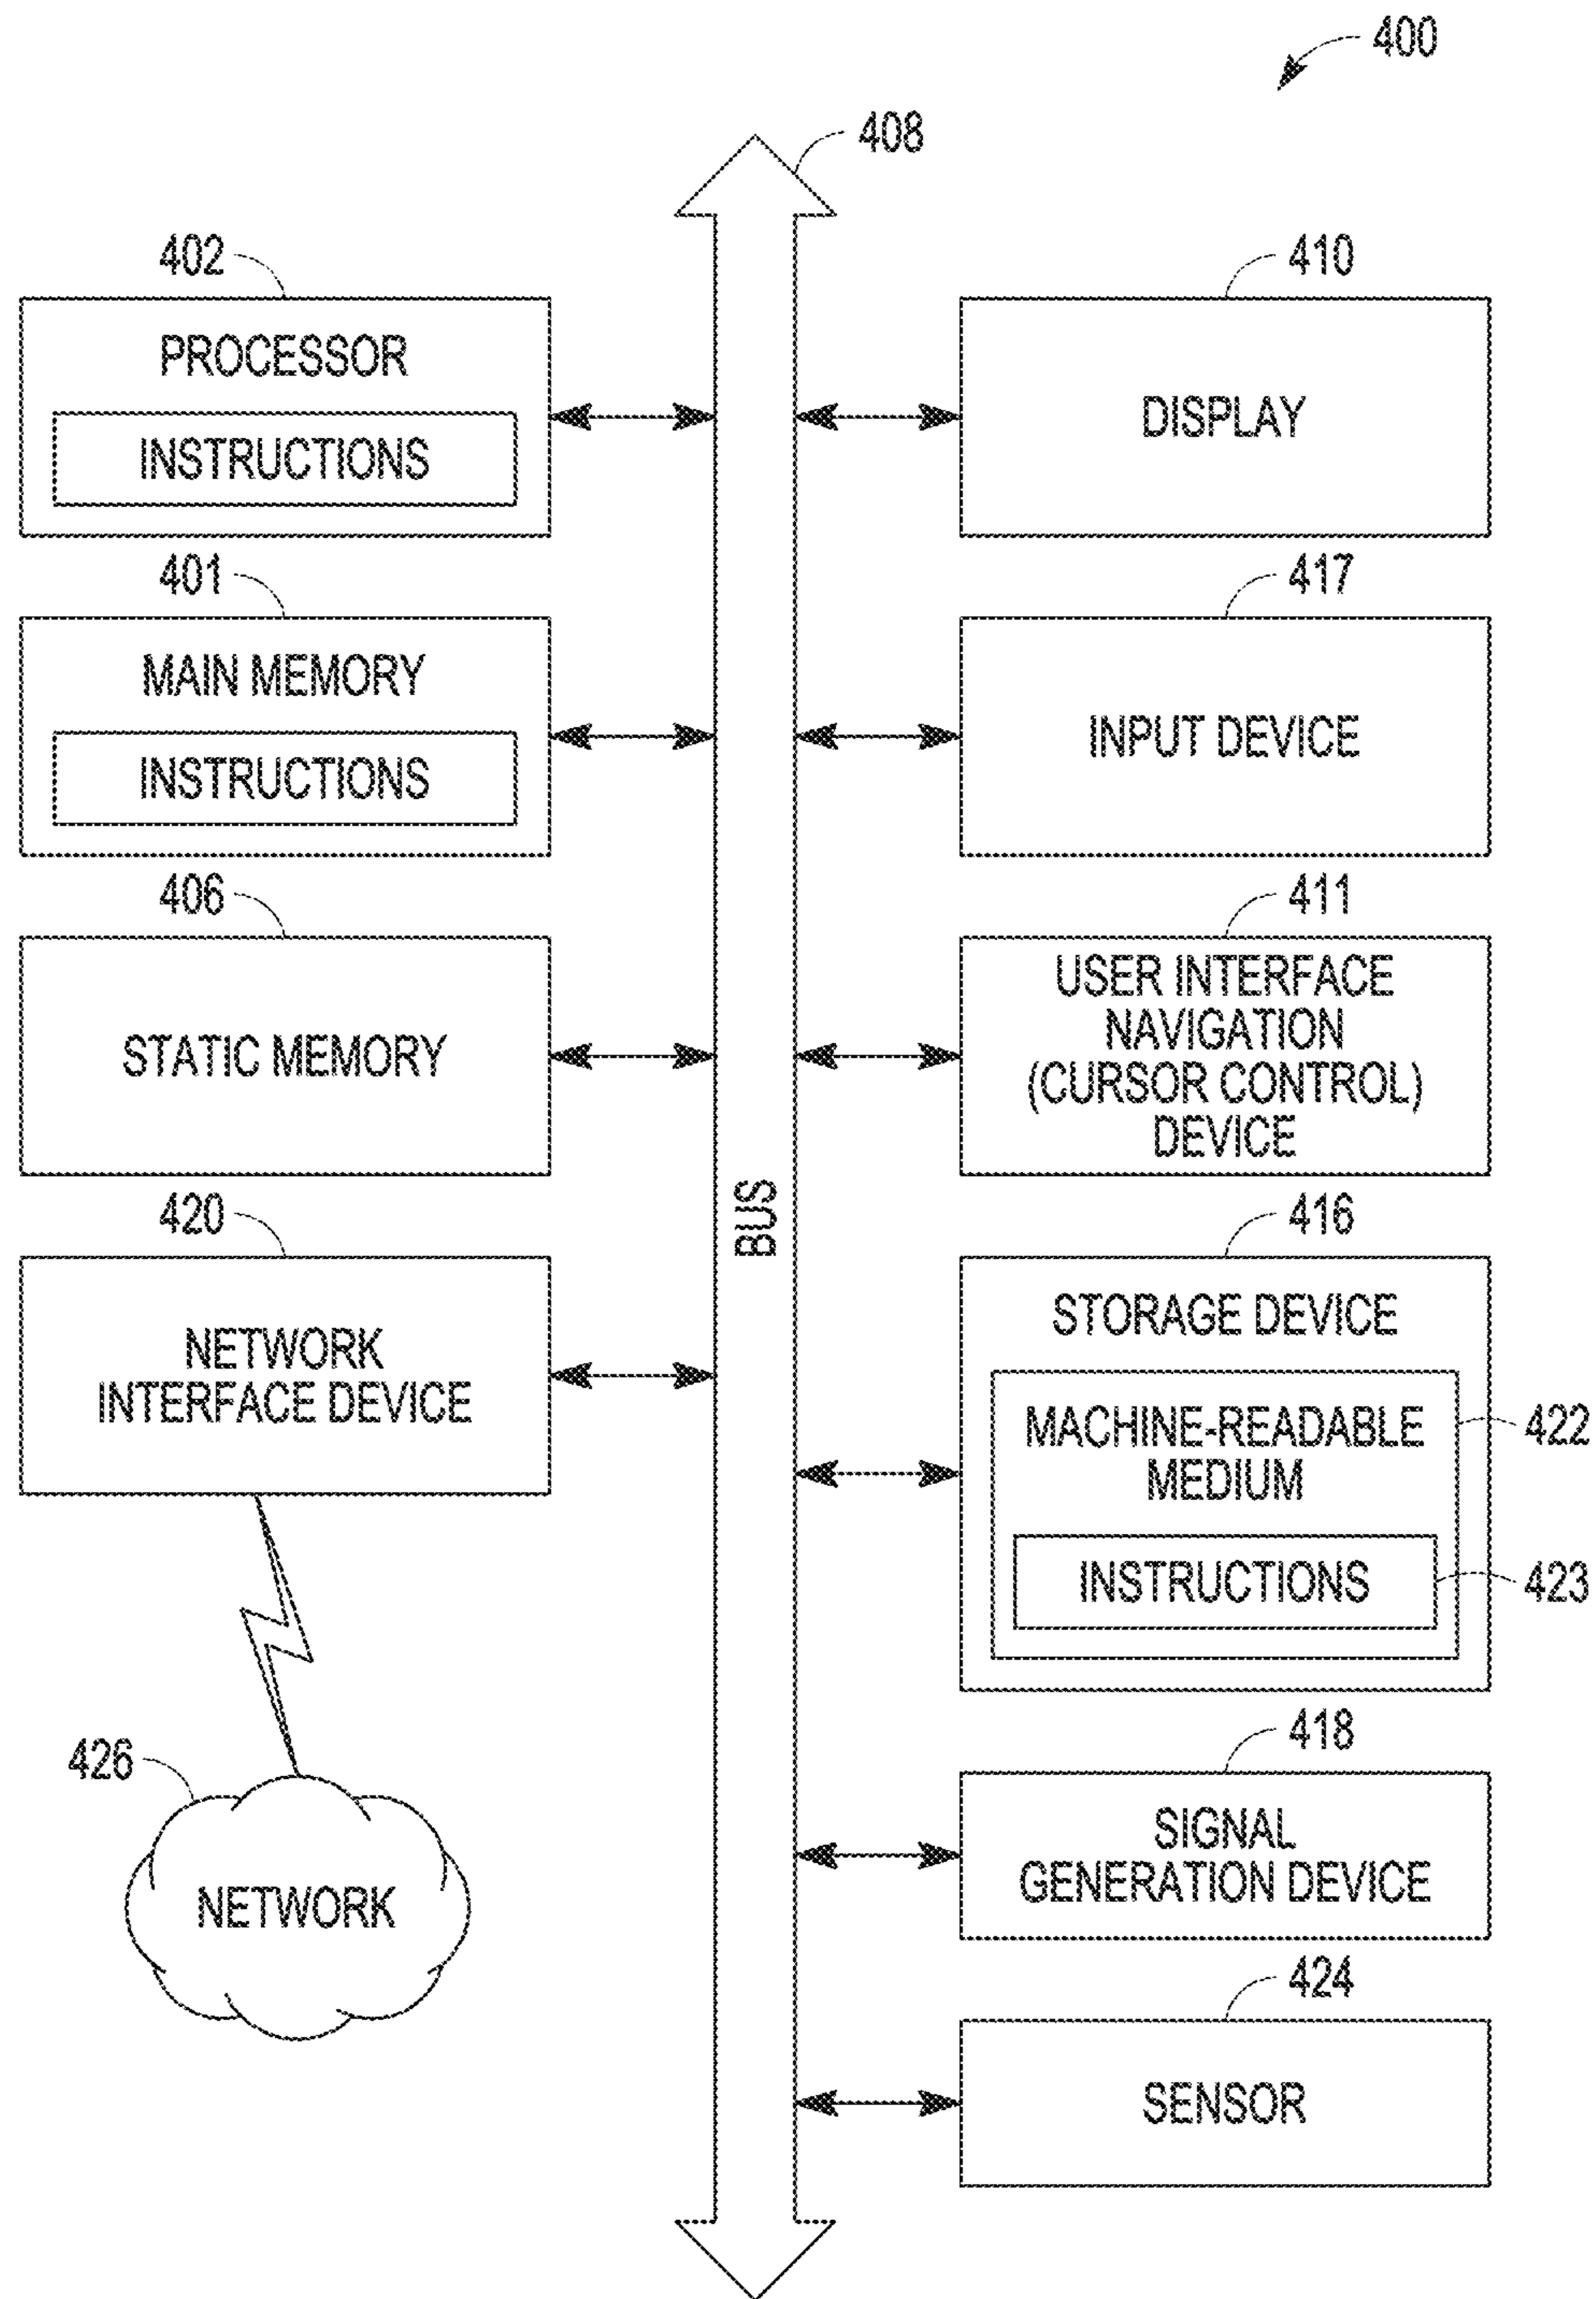 400
408
402
PROCESSOR
INSTRUCTIONS
410
DISPLAY
401
MAIN MEMORY
INSTRUCTIONS
417
INPUT DEVICE
406
STATIC MEMORY
411
USER INTERFACE
NAVIGATION
(CURSOR CONTROL)
DEVICE
BUS
420
NETWORK
INTERFACE DEVICE
416
STORAGE DEVICE
MACHINE-READABLE
MEDIUM
422
INSTRUCTIONS
423
426
NETWORK
418
SIGNAL
GENERATION DEVICE
424
SENSOR